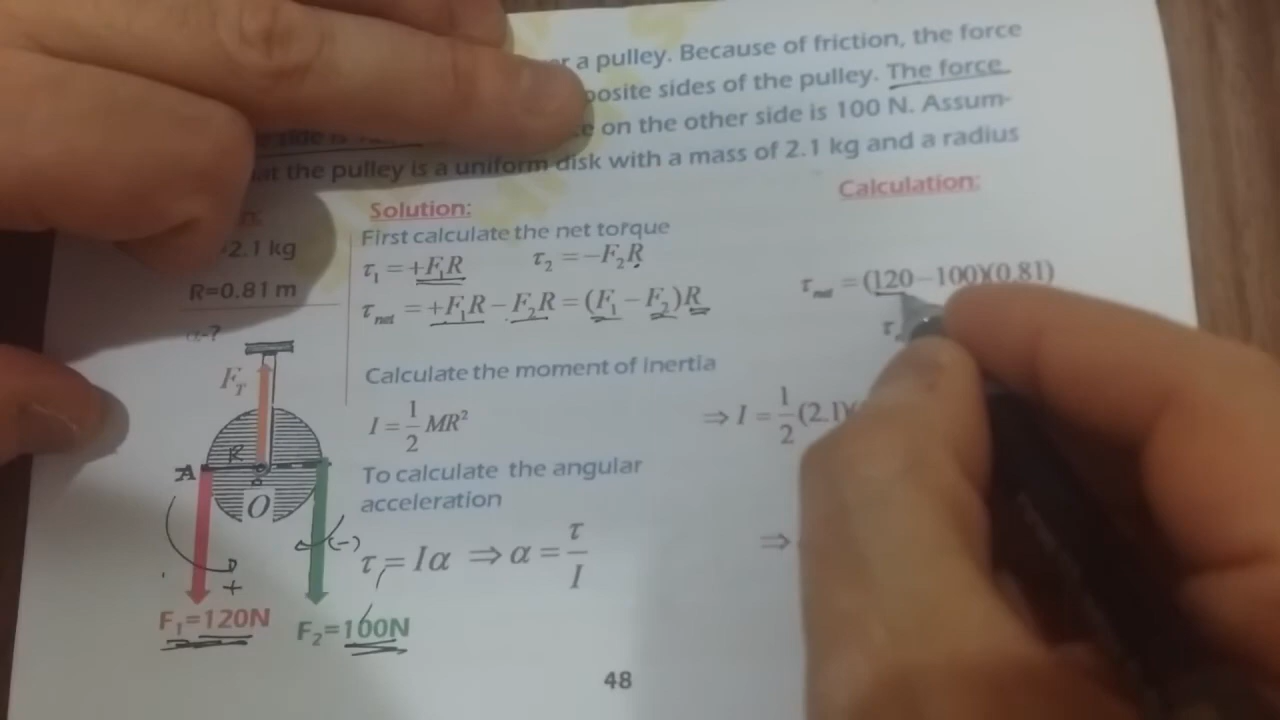 a pulley. Because of friction, the force
posite sides of the pulley. The force
on the other side is 100 N. Assum-
the pulley is a uniform disk with a mass of 2.1 kg and a radius
Solution:
Calculation:
First calculate the net torque
2.1 kg
τ₁ = +F₁R τ₂ = −F₂R
R=0.81 m
τnet = +F₁R − F₂R = (F₁ − F₂)R
τnet = (120 − 100)(0.81)
α-?
Calculate the moment of inertia
F_T
I = 1/2 MR²
⇒ I = 1/2 (2.1)
R
A
To calculate the angular
acceleration
O
(-)
τ = Iα ⇒ α = τ/I
⇒
+
F₁=120N
F₂=100N
48